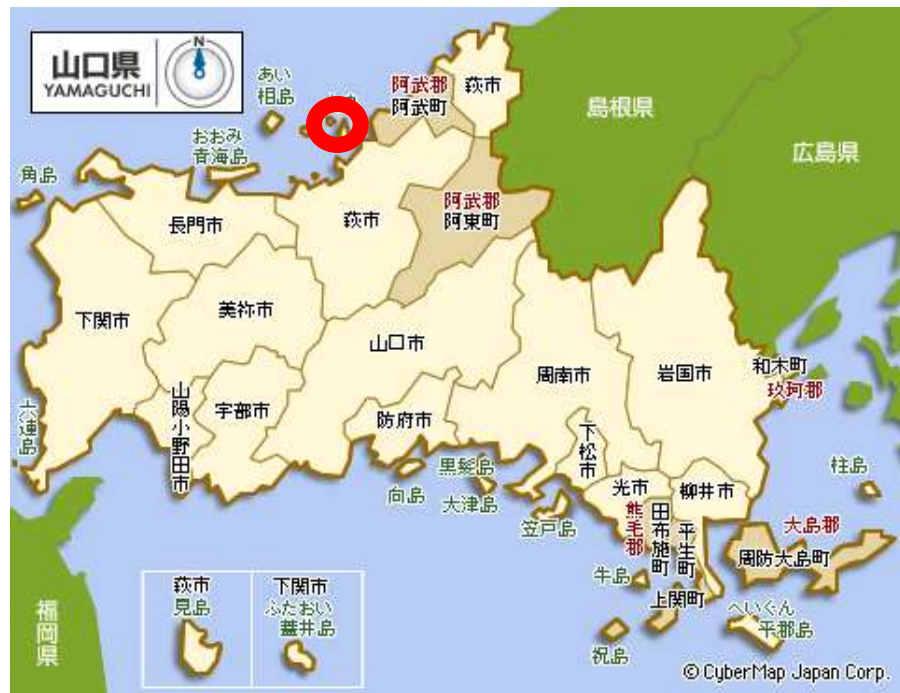 山口県
YAMAGUCHI
N
あい
相島
阿武郡
阿武町
萩市
島根県
広島県
おおみ
青海島
角島
長門市
萩市
阿武郡
阿東町
下関市
美祢市
山口市
周南市
岩国市
和木町
玖珂郡
六連島
山陽小野田市
宇部市
防府市
下松市
黒髪島
向島
大津島
笠戸島
光市
柳井市
柱島
熊毛郡
田布施町
平生町
大島郡
周防大島町
牛島
上関町
へいぐん
平郡島
祝島
福岡県
萩市
見島
下関市
ふたおい
蓋井島
© CyberMap Japan Corp.